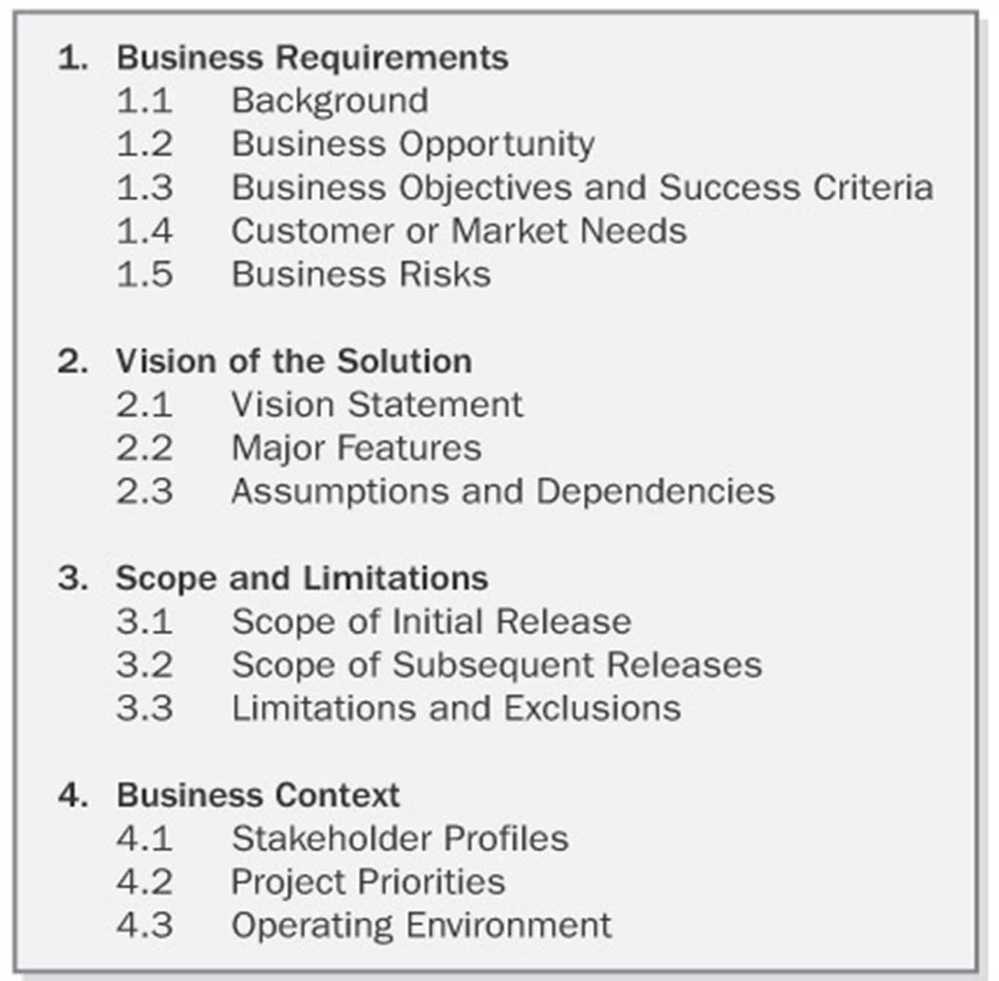 1. Business Requirements
1.1 Background
1.2 Business Opportunity
1.3 Business Objectives and Success Criteria
1.4 Customer or Market Needs
1.5 Business Risks
2. Vision of the Solution
2.1 Vision Statement
2.2 Major Features
2.3 Assumptions and Dependencies
3. Scope and Limitations
3.1 Scope of Initial Release
3.2 Scope of Subsequent Releases
3.3 Limitations and Exclusions
4. Business Context
4.1 Stakeholder Profiles
4.2 Project Priorities
4.3 Operating Environment